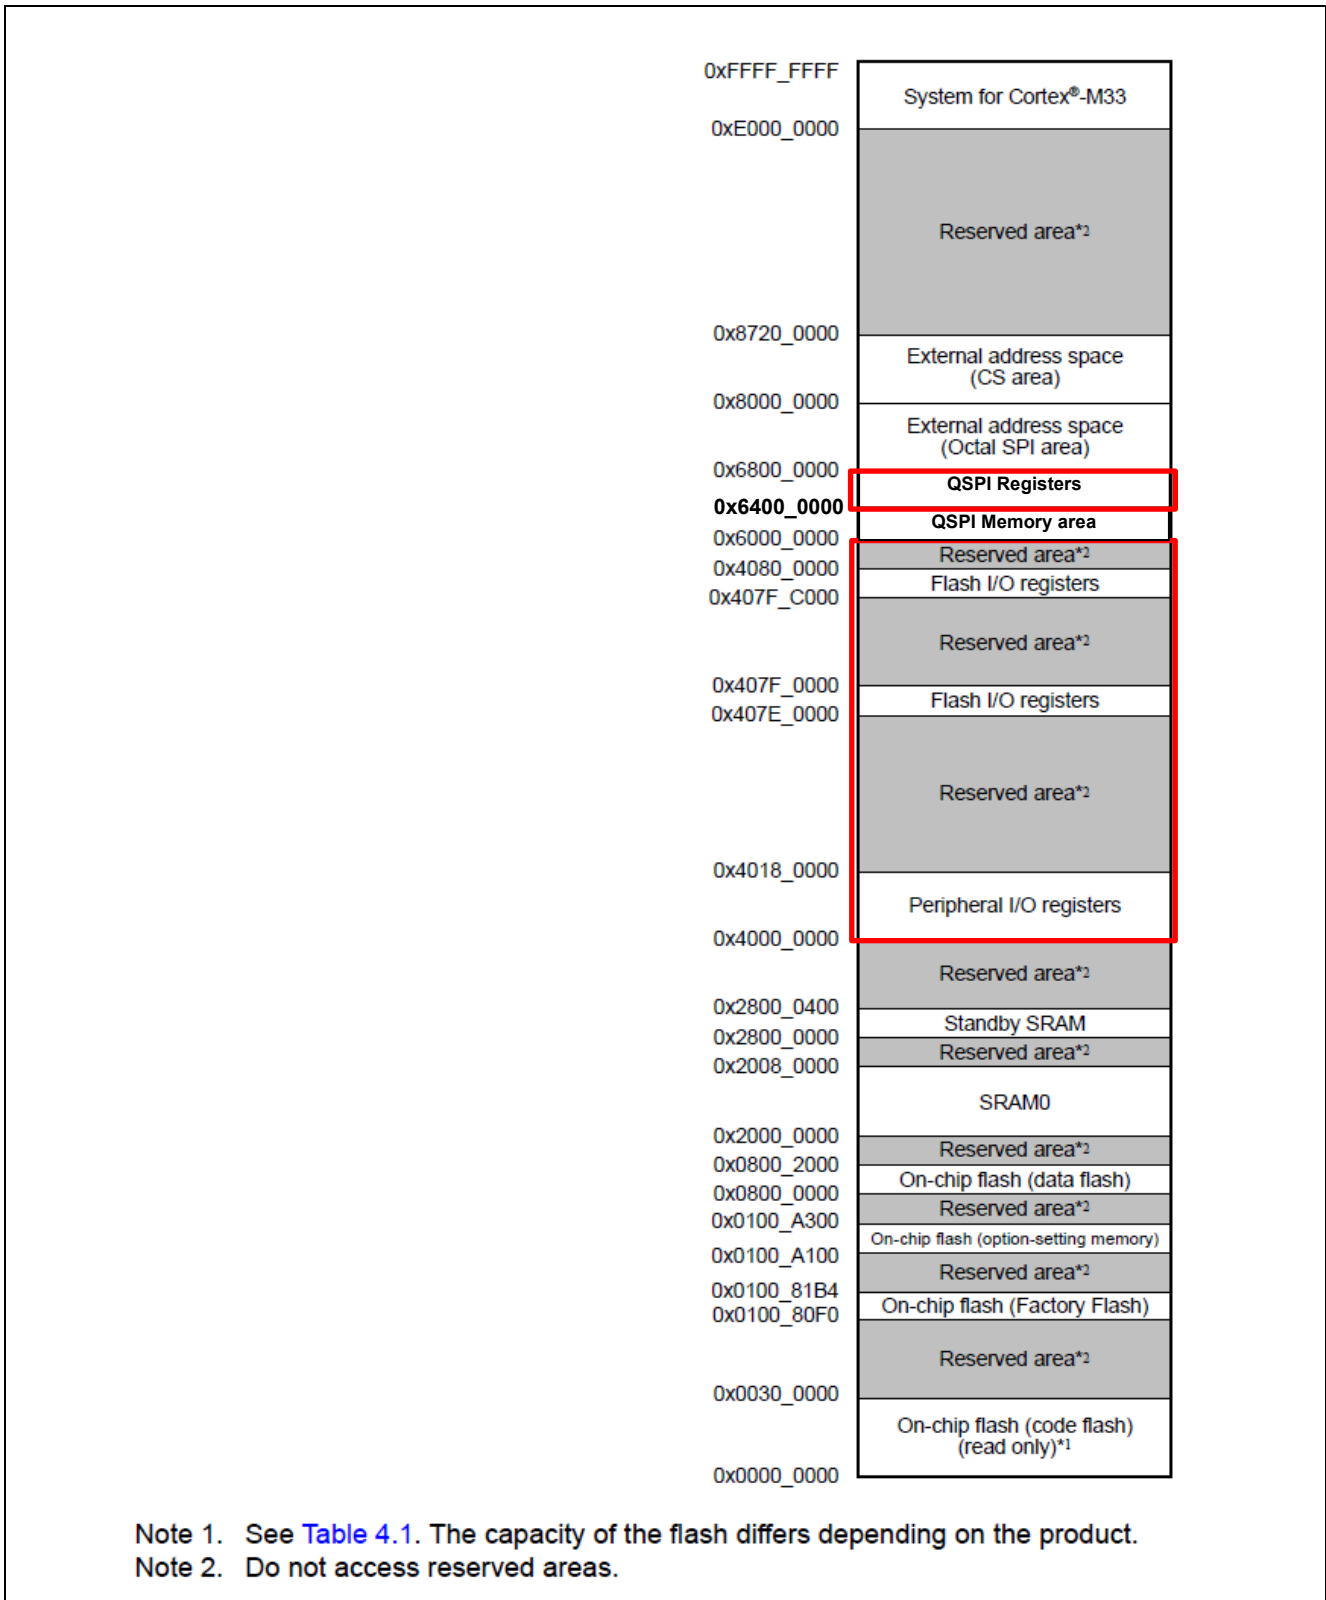 0xFFFF_FFFF
System for Cortex®-M33
0xE000_0000
Reserved area*2
0x8720_0000
External address space
(CS area)
0x8000_0000
External address space
(Octal SPI area)
0x6800_0000
QSPI Registers
0x6400_0000
QSPI Memory area
0x6000_0000
Reserved area*2
0x4080_0000
Flash I/O registers
0x407F_C000
Reserved area*2
0x407F_0000
Flash I/O registers
0x407E_0000
Reserved area*2
0x4018_0000
Peripheral I/O registers
0x4000_0000
Reserved area*2
0x2800_0400
Standby SRAM
0x2800_0000
Reserved area*2
0x2008_0000
SRAM0
0x2000_0000
Reserved area*2
0x0800_2000
On-chip flash (data flash)
0x0800_0000
Reserved area*2
0x0100_A300
On-chip flash (option-setting memory)
0x0100_A100
Reserved area*2
0x0100_81B4
On-chip flash (Factory Flash)
0x0100_80F0
Reserved area*2
0x0030_0000
On-chip flash (code flash)
(read only)*1
0x0000_0000
Note 1. See Table 4.1. The capacity of the flash differs depending on the product.
Note 2. Do not access reserved areas.